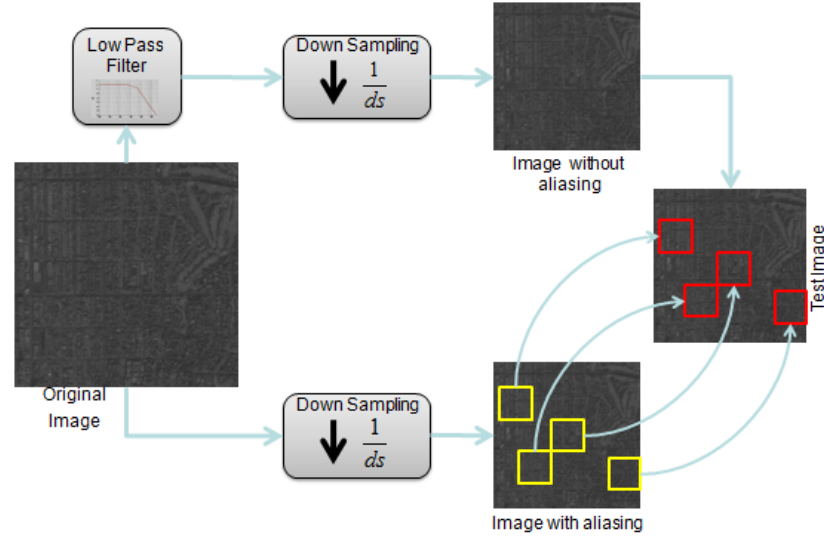 Low Pass
Filter
Down Sampling
1
ds
Image without
aliasing
Original
Image
Down Sampling
1
ds
Image with aliasing
Test Image